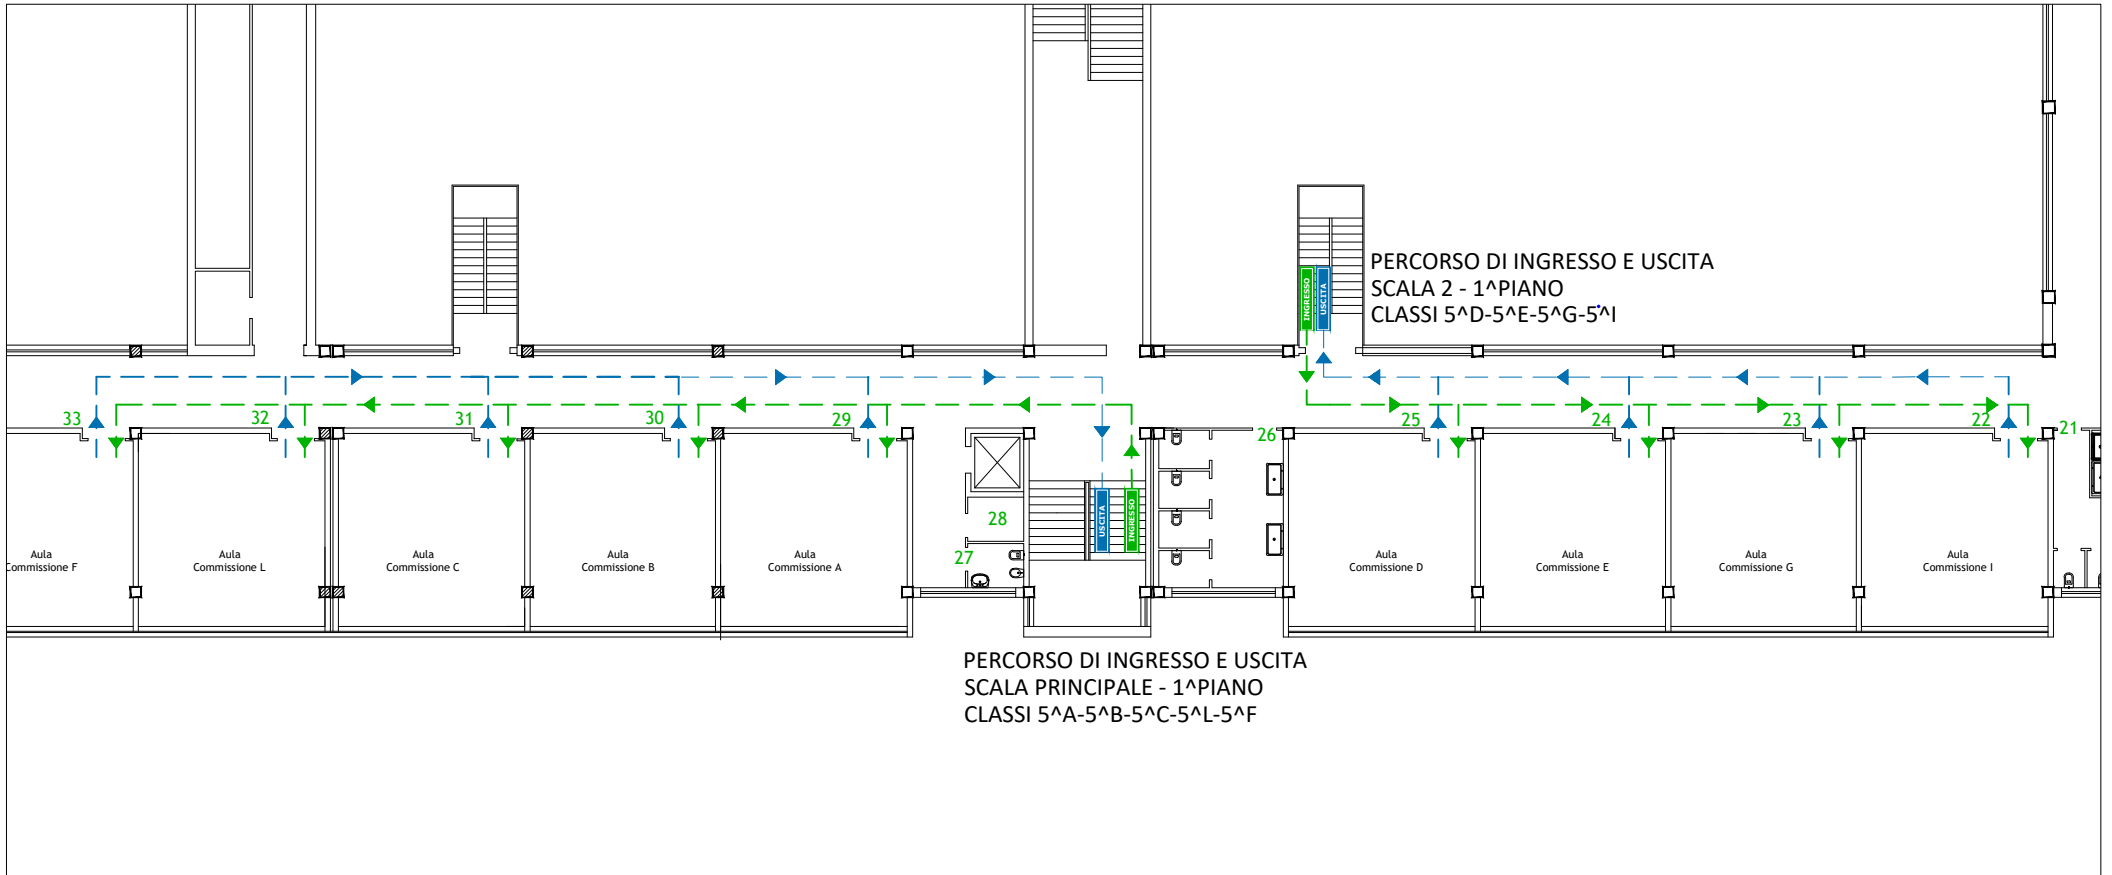 PERCORSO DI INGRESSO E USCITA
SCALA 2 - 1^PIANO
CLASSI 5^D-5^E-5^G-5^I
INGRESSO
USCITA
33
32
31
30
29
25
24
23
22
21
26
28
27
USCITA
INGRESSO
Aula
Commissione F
Aula
Commissione L
Aula
Commissione C
Aula
Commissione B
Aula
Commissione A
Aula
Commissione D
Aula
Commissione E
Aula
Commissione G
Aula
Commissione I
PERCORSO DI INGRESSO E USCITA
SCALA PRINCIPALE - 1^PIANO
CLASSI 5^A-5^B-5^C-5^L-5^F